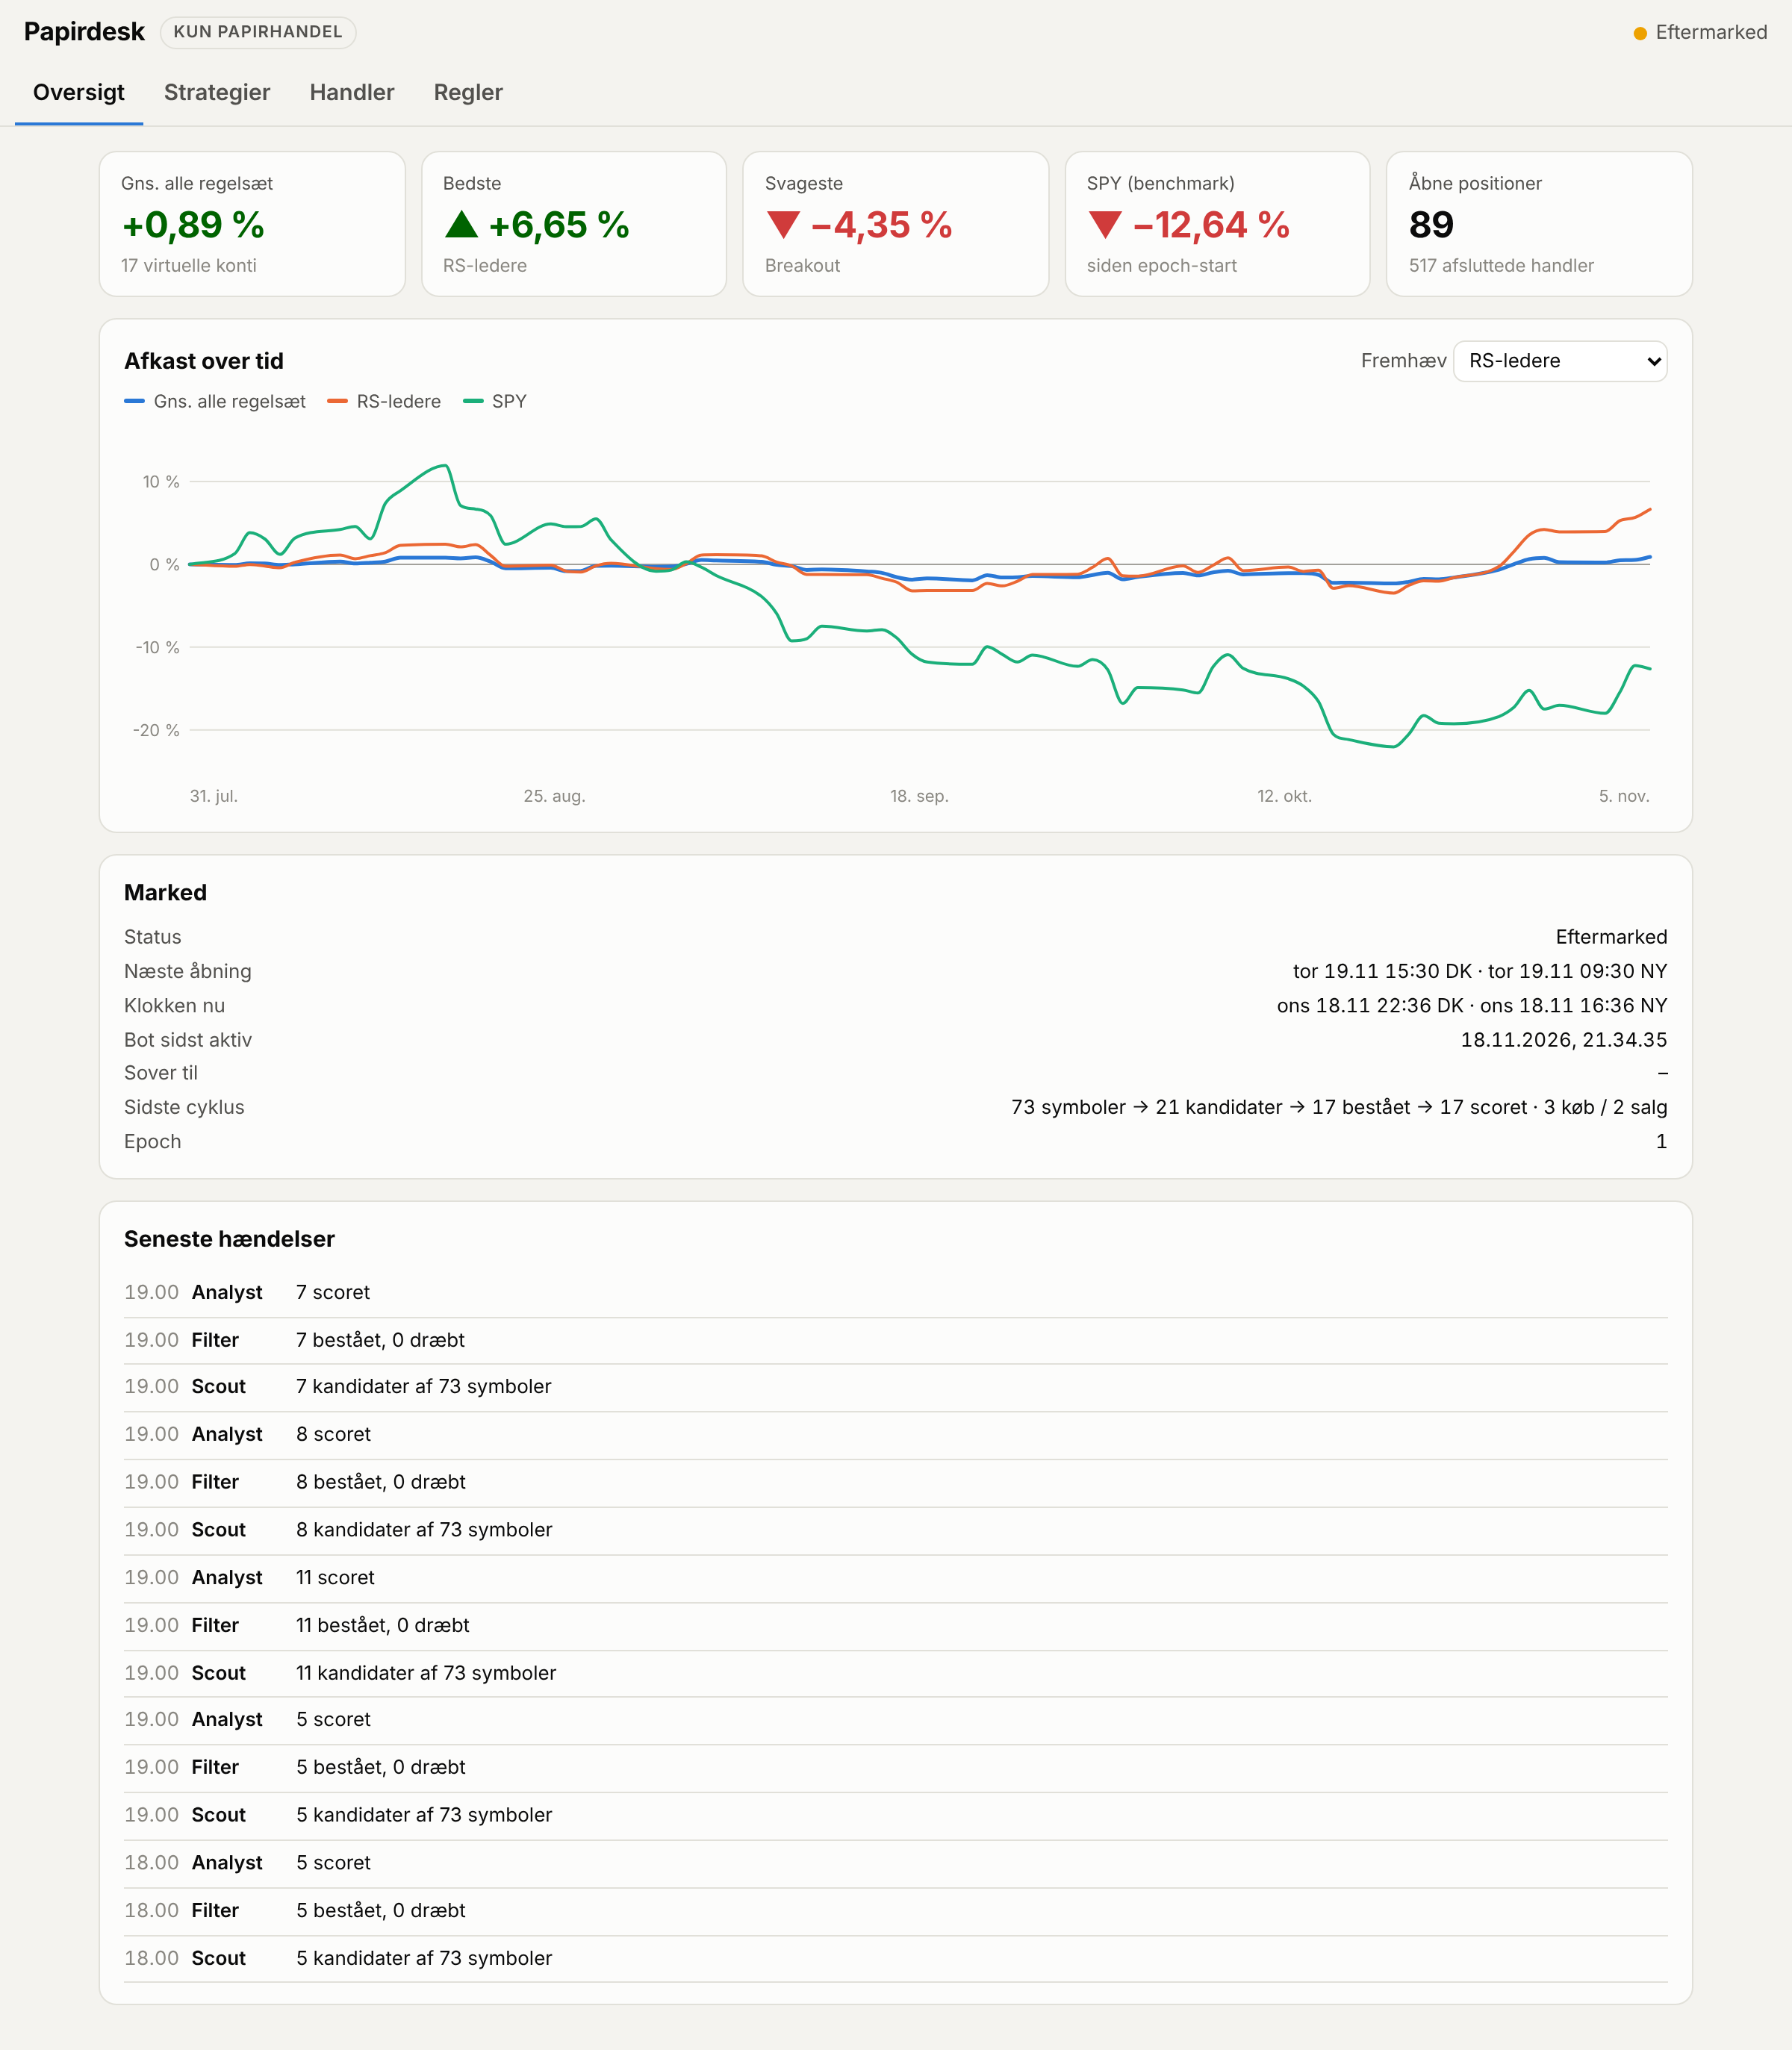 Papirdesk KUN PAPIRHANDEL Eftermarked
Oversigt Strategier Handler Regler
Gns. alle regelsæt
+0,89 %
17 virtuelle konti
Bedste
▲ +6,65 %
RS-ledere
Svageste
▼ −4,35 %
Breakout
SPY (benchmark)
▼ −12,64 %
siden epoch-start
Åbne positioner
89
517 afsluttede handler
Afkast over tid
Fremhæv RS-ledere
Gns. alle regelsæt RS-ledere SPY
10 %
0 %
-10 %
-20 %
31. jul. 25. aug. 18. sep. 12. okt. 5. nov.
Marked
Status Eftermarked
Næste åbning tor 19.11 15:30 DK · tor 19.11 09:30 NY
Klokken nu ons 18.11 22:36 DK · ons 18.11 16:36 NY
Bot sidst aktiv 18.11.2026, 21.34.35
Sover til –
Sidste cyklus 73 symboler → 21 kandidater → 17 bestået → 17 scoret · 3 køb / 2 salg
Epoch 1
Seneste hændelser
19.00 Analyst 7 scoret
19.00 Filter 7 bestået, 0 dræbt
19.00 Scout 7 kandidater af 73 symboler
19.00 Analyst 8 scoret
19.00 Filter 8 bestået, 0 dræbt
19.00 Scout 8 kandidater af 73 symboler
19.00 Analyst 11 scoret
19.00 Filter 11 bestået, 0 dræbt
19.00 Scout 11 kandidater af 73 symboler
19.00 Analyst 5 scoret
19.00 Filter 5 bestået, 0 dræbt
19.00 Scout 5 kandidater af 73 symboler
18.00 Analyst 5 scoret
18.00 Filter 5 bestået, 0 dræbt
18.00 Scout 5 kandidater af 73 symboler